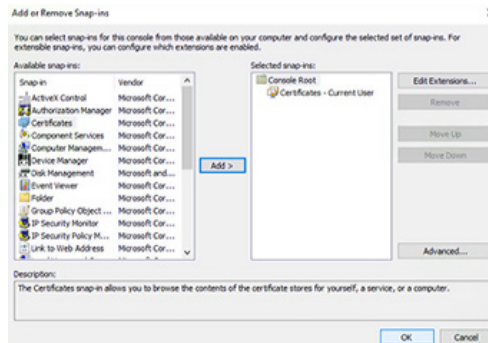 Add or Remove Snap-ins
You can select snap-ins for this console from those available on your computer and configure the selected set of snap-ins. For
extensible snap-ins, you can configure which extensions are enabled.
Available snap-ins:
Snap-in Vendor
ActiveX Control Microsoft Cor...
Authorization Manager Microsoft Cor...
Certificates Microsoft Cor...
Component Services Microsoft Cor...
Computer Managem... Microsoft Cor...
Device Manager Microsoft Cor...
Disk Management Microsoft and...
Event Viewer Microsoft Cor...
Folder Microsoft Cor...
Group Policy Object ... Microsoft Cor...
IP Security Monitor Microsoft Cor...
IP Security Policy M... Microsoft Cor...
Link to Web Address Microsoft Cor...
Add >
Selected snap-ins:
Console Root
Certificates - Current User
Edit Extensions...
Remove
Move Up
Move Down
Advanced...
Description:
The Certificates snap-in allows you to browse the contents of the certificate stores for yourself, a service, or a computer.
OK
Cancel